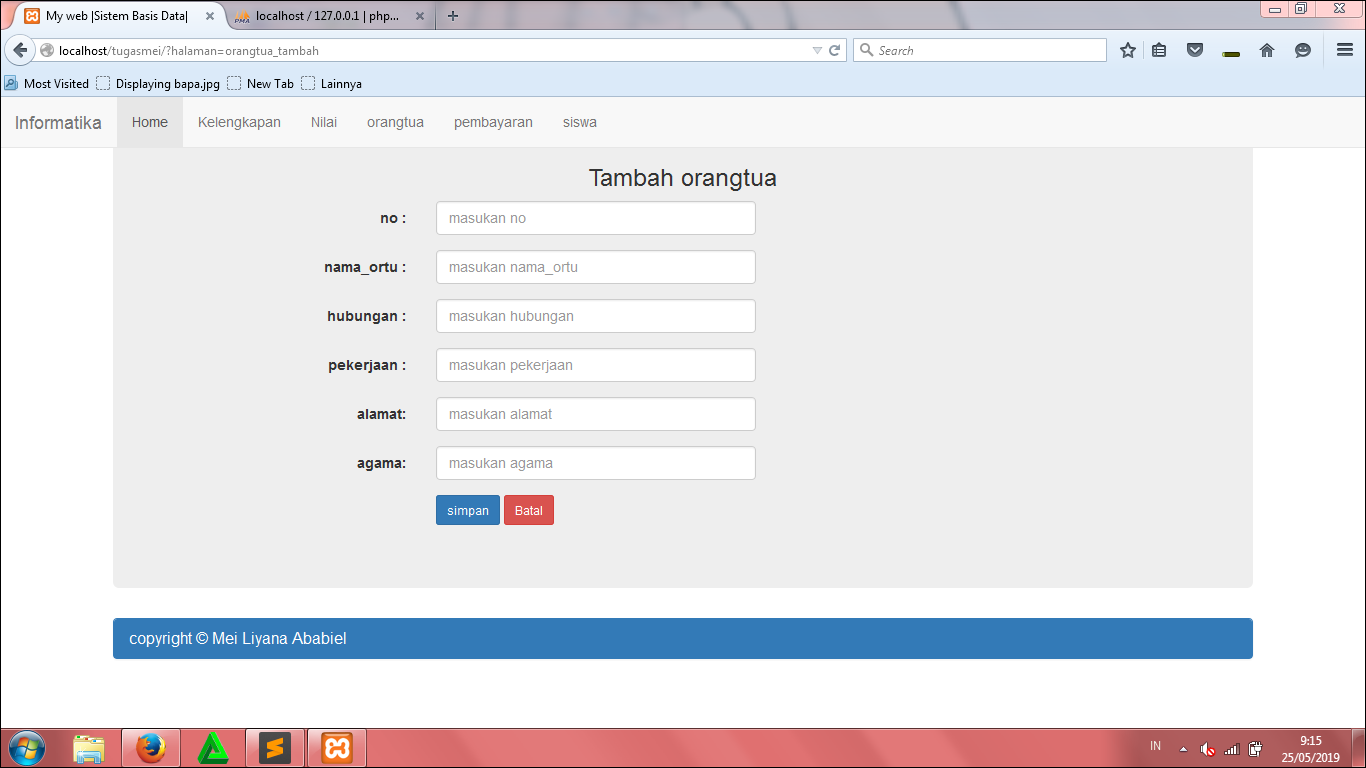 My web |Sistem Basis Data|
localhost / 127.0.0.1 | php...
localhost/tugasmei/?halaman=orangtua_tambah
Search
Most Visited Displaying bapa.jpg New Tab Lainnya
Informatika Home Kelengkapan Nilai orangtua pembayaran siswa
Tambah orangtua
no : masukan no
nama_ortu : masukan nama_ortu
hubungan : masukan hubungan
pekerjaan : masukan pekerjaan
alamat: masukan alamat
agama: masukan agama
simpan Batal
copyright © Mei Liyana Ababiel
IN
9:15
25/05/2019